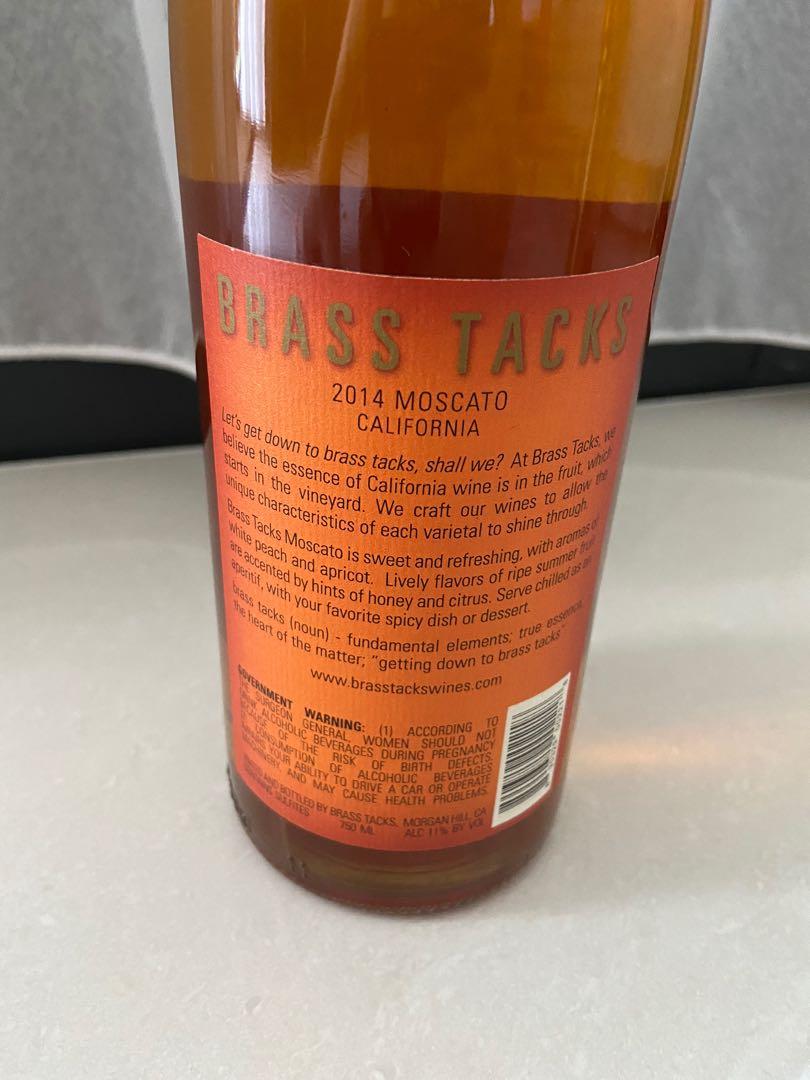 BRASS TACKS
2014 MOSCATO
CALIFORNIA
Let's get down to brass tacks, shall we? At Brass Tacks, we
believe the essence of California wine is in the fruit, which
starts in the vineyard. We craft our wines to allow the
unique characteristics of each varietal to shine through.
Brass Tacks Moscato is sweet and refreshing, with aromas of
white peach and apricot. Lively flavors of ripe summer fruit
are accented by hints of honey and citrus. Serve chilled as an
aperitif, with your favorite spicy dish or dessert.
brass tacks (noun) - fundamental elements; true essence,
the heart of the matter; "getting down to brass tacks"
www.brasstackswines.com
GOVERNMENT WARNING: (1) ACCORDING TO
THE SURGEON GENERAL, WOMEN SHOULD NOT
DRINK ALCOHOLIC BEVERAGES DURING PREGNANCY
BECAUSE OF THE RISK OF BIRTH DEFECTS.
CONSUMPTION OF ALCOHOLIC BEVERAGES
YOUR ABILITY TO DRIVE A CAR OR OPERATE
AND MAY CAUSE HEALTH PROBLEMS.
AND BOTTLED BY BRASS TACKS, MORGAN HILL, CA
SULFITES 750 ML ALC 11% BY VOL